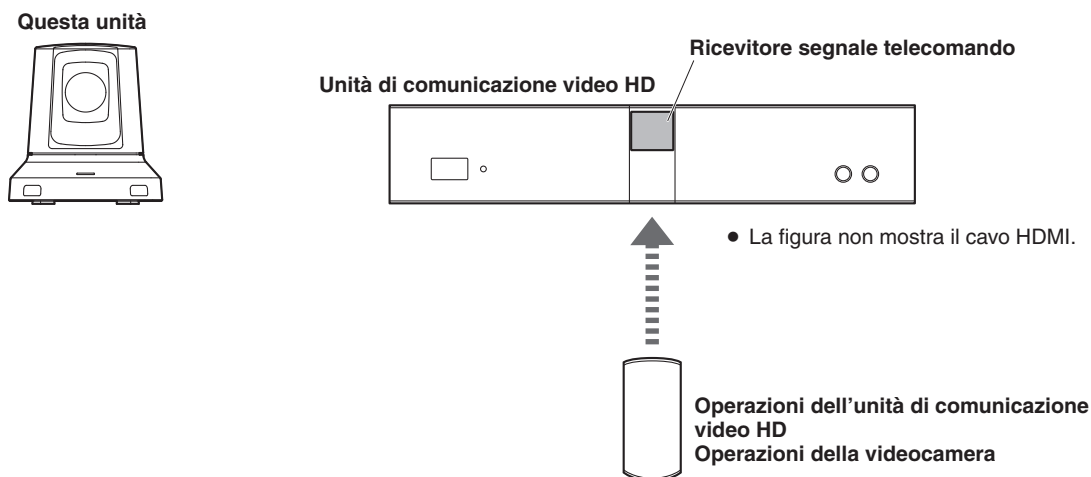 Questa unità
Ricevitore segnale telecomando
Unità di comunicazione video HD
● La figura non mostra il cavo HDMI.
Operazioni dell'unità di comunicazione
video HD
Operazioni della videocamera